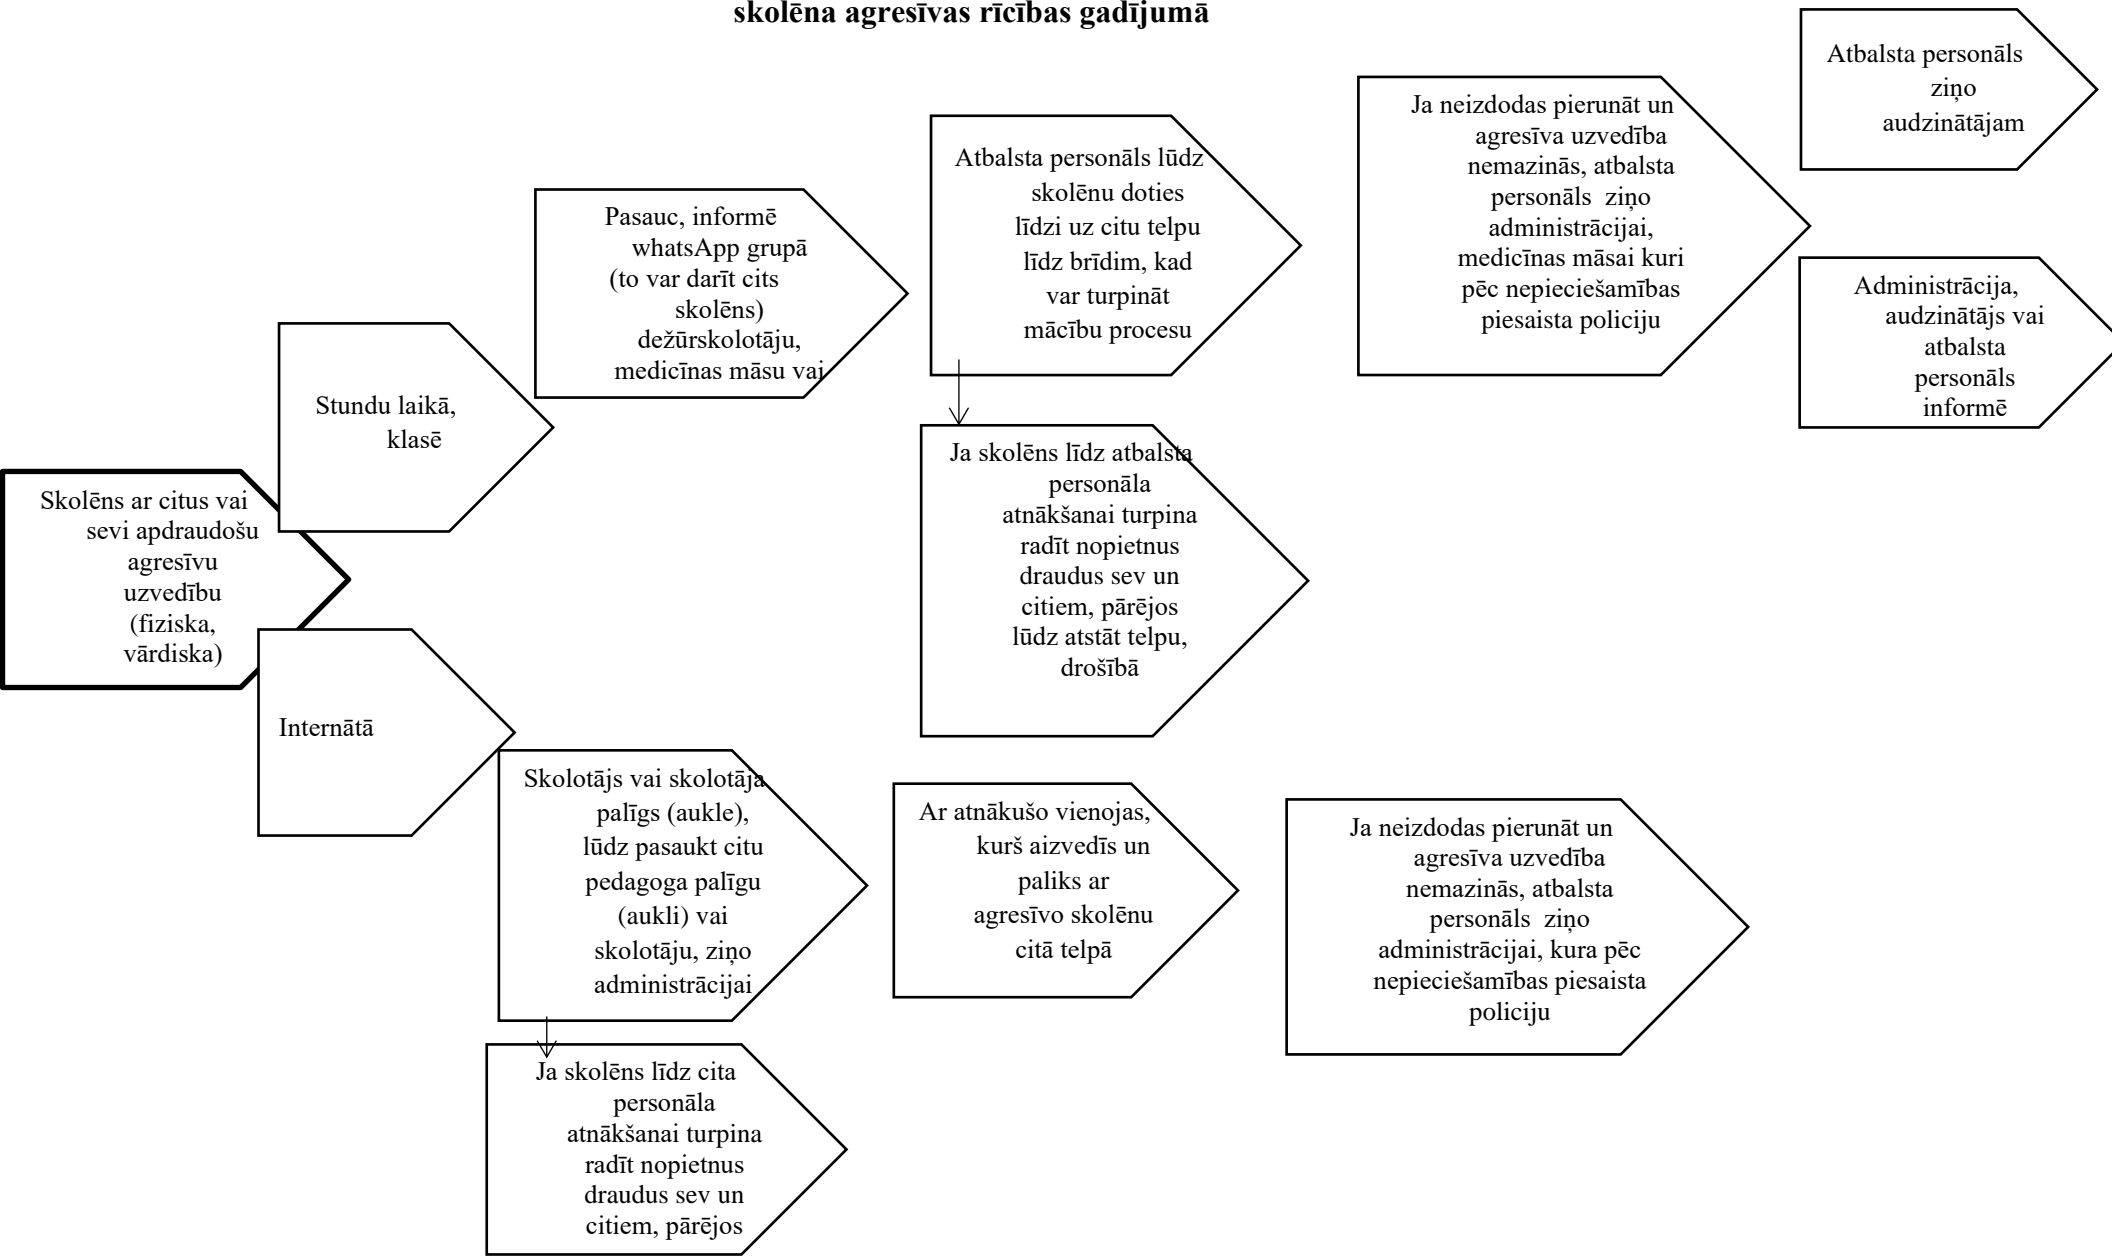 skolēna agresīvas rīcības gadījumā
Atbalsta personāls
ziņo
audzinātājam
Ja neizdodas pierunāt un
agresīva uzvedība
nemazinās, atbalsta
personāls ziņo
administrācijai,
medicīnas māsai kuri
pēc nepieciešamības
piesaista policiju
Atbalsta personāls lūdz
skolēnu doties
līdzi uz citu telpu
līdz brīdim, kad
var turpināt
mācību procesu
Pasauc, informē
whatsApp grupā
(to var darīt cits
skolēns)
dežūrskolotāju,
medicīnas māsu vai
Administrācija,
audzinātājs vai
atbalsta
personāls
informē
Stundu laikā,
klasē
Ja skolēns līdz atbalsta
personāla
atnākšanai turpina
radīt nopietnus
draudus sev un
citiem, pārējos
lūdz atstāt telpu,
drošībā
Skolēns ar citus vai
sevi apdraudošu
agresīvu
uzvedību
(fiziska,
vārdiska)
Internātā
Skolotājs vai skolotāja
palīgs (aukle),
lūdz pasaukt citu
pedagoga palīgu
(aukli) vai
skolotāju, ziņo
administrācijai
Ar atnākušo vienojas,
kurš aizvedīs un
paliks ar
agresīvo skolēnu
citā telpā
Ja neizdodas pierunāt un
agresīva uzvedība
nemazinās, atbalsta
personāls ziņo
administrācijai, kura pēc
nepieciešamības piesaista
policiju
Ja skolēns līdz cita
personāla
atnākšanai turpina
radīt nopietnus
draudus sev un
citiem, pārējos